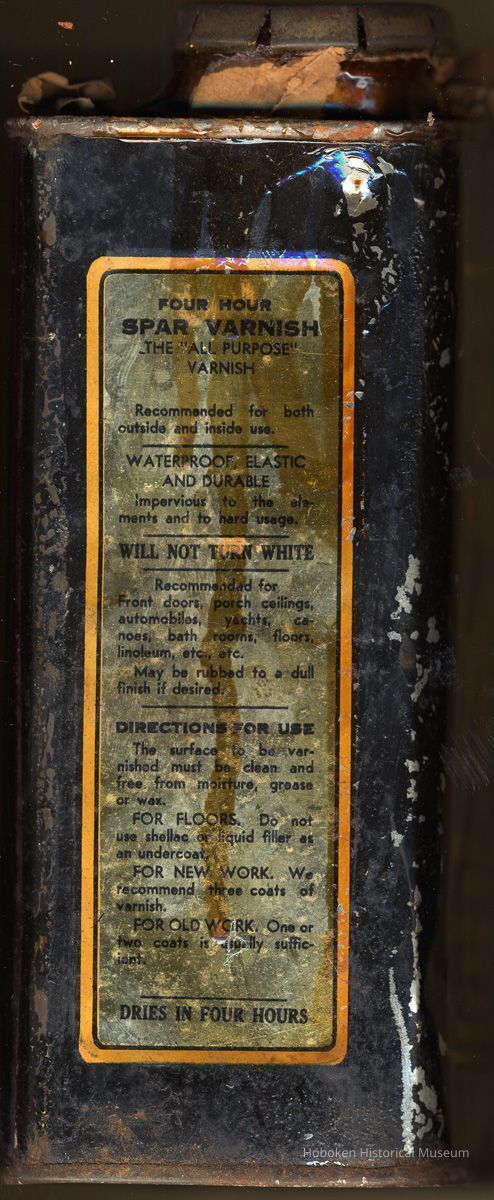 FOUR HOUR
SPAR VARNISH
THE "ALL PURPOSE"
VARNISH
Recommended for both
outside and inside use.
WATERPROOF, ELASTIC
AND DURABLE
Impervious to the ele-
ments and to hard usage.
WILL NOT TURN WHITE
Recommended for
Front doors, porch ceilings,
automobiles, yachts, ca-
noes, bath rooms, floors,
linoleum, etc., etc.
May be rubbed to a dull
finish if desired.
DIRECTIONS FOR USE
The surface to be var-
nished must be clean and
free from moisture, grease
or wax.
FOR FLOORS. Do not
use shellac or liquid filler as
an undercoat.
FOR NEW WORK. We
recommend three coats of
varnish.
FOR OLD WORK. One or
two coats is usually suffic-
ient.
DRIES IN FOUR HOURS
Hoboken Historical Museum